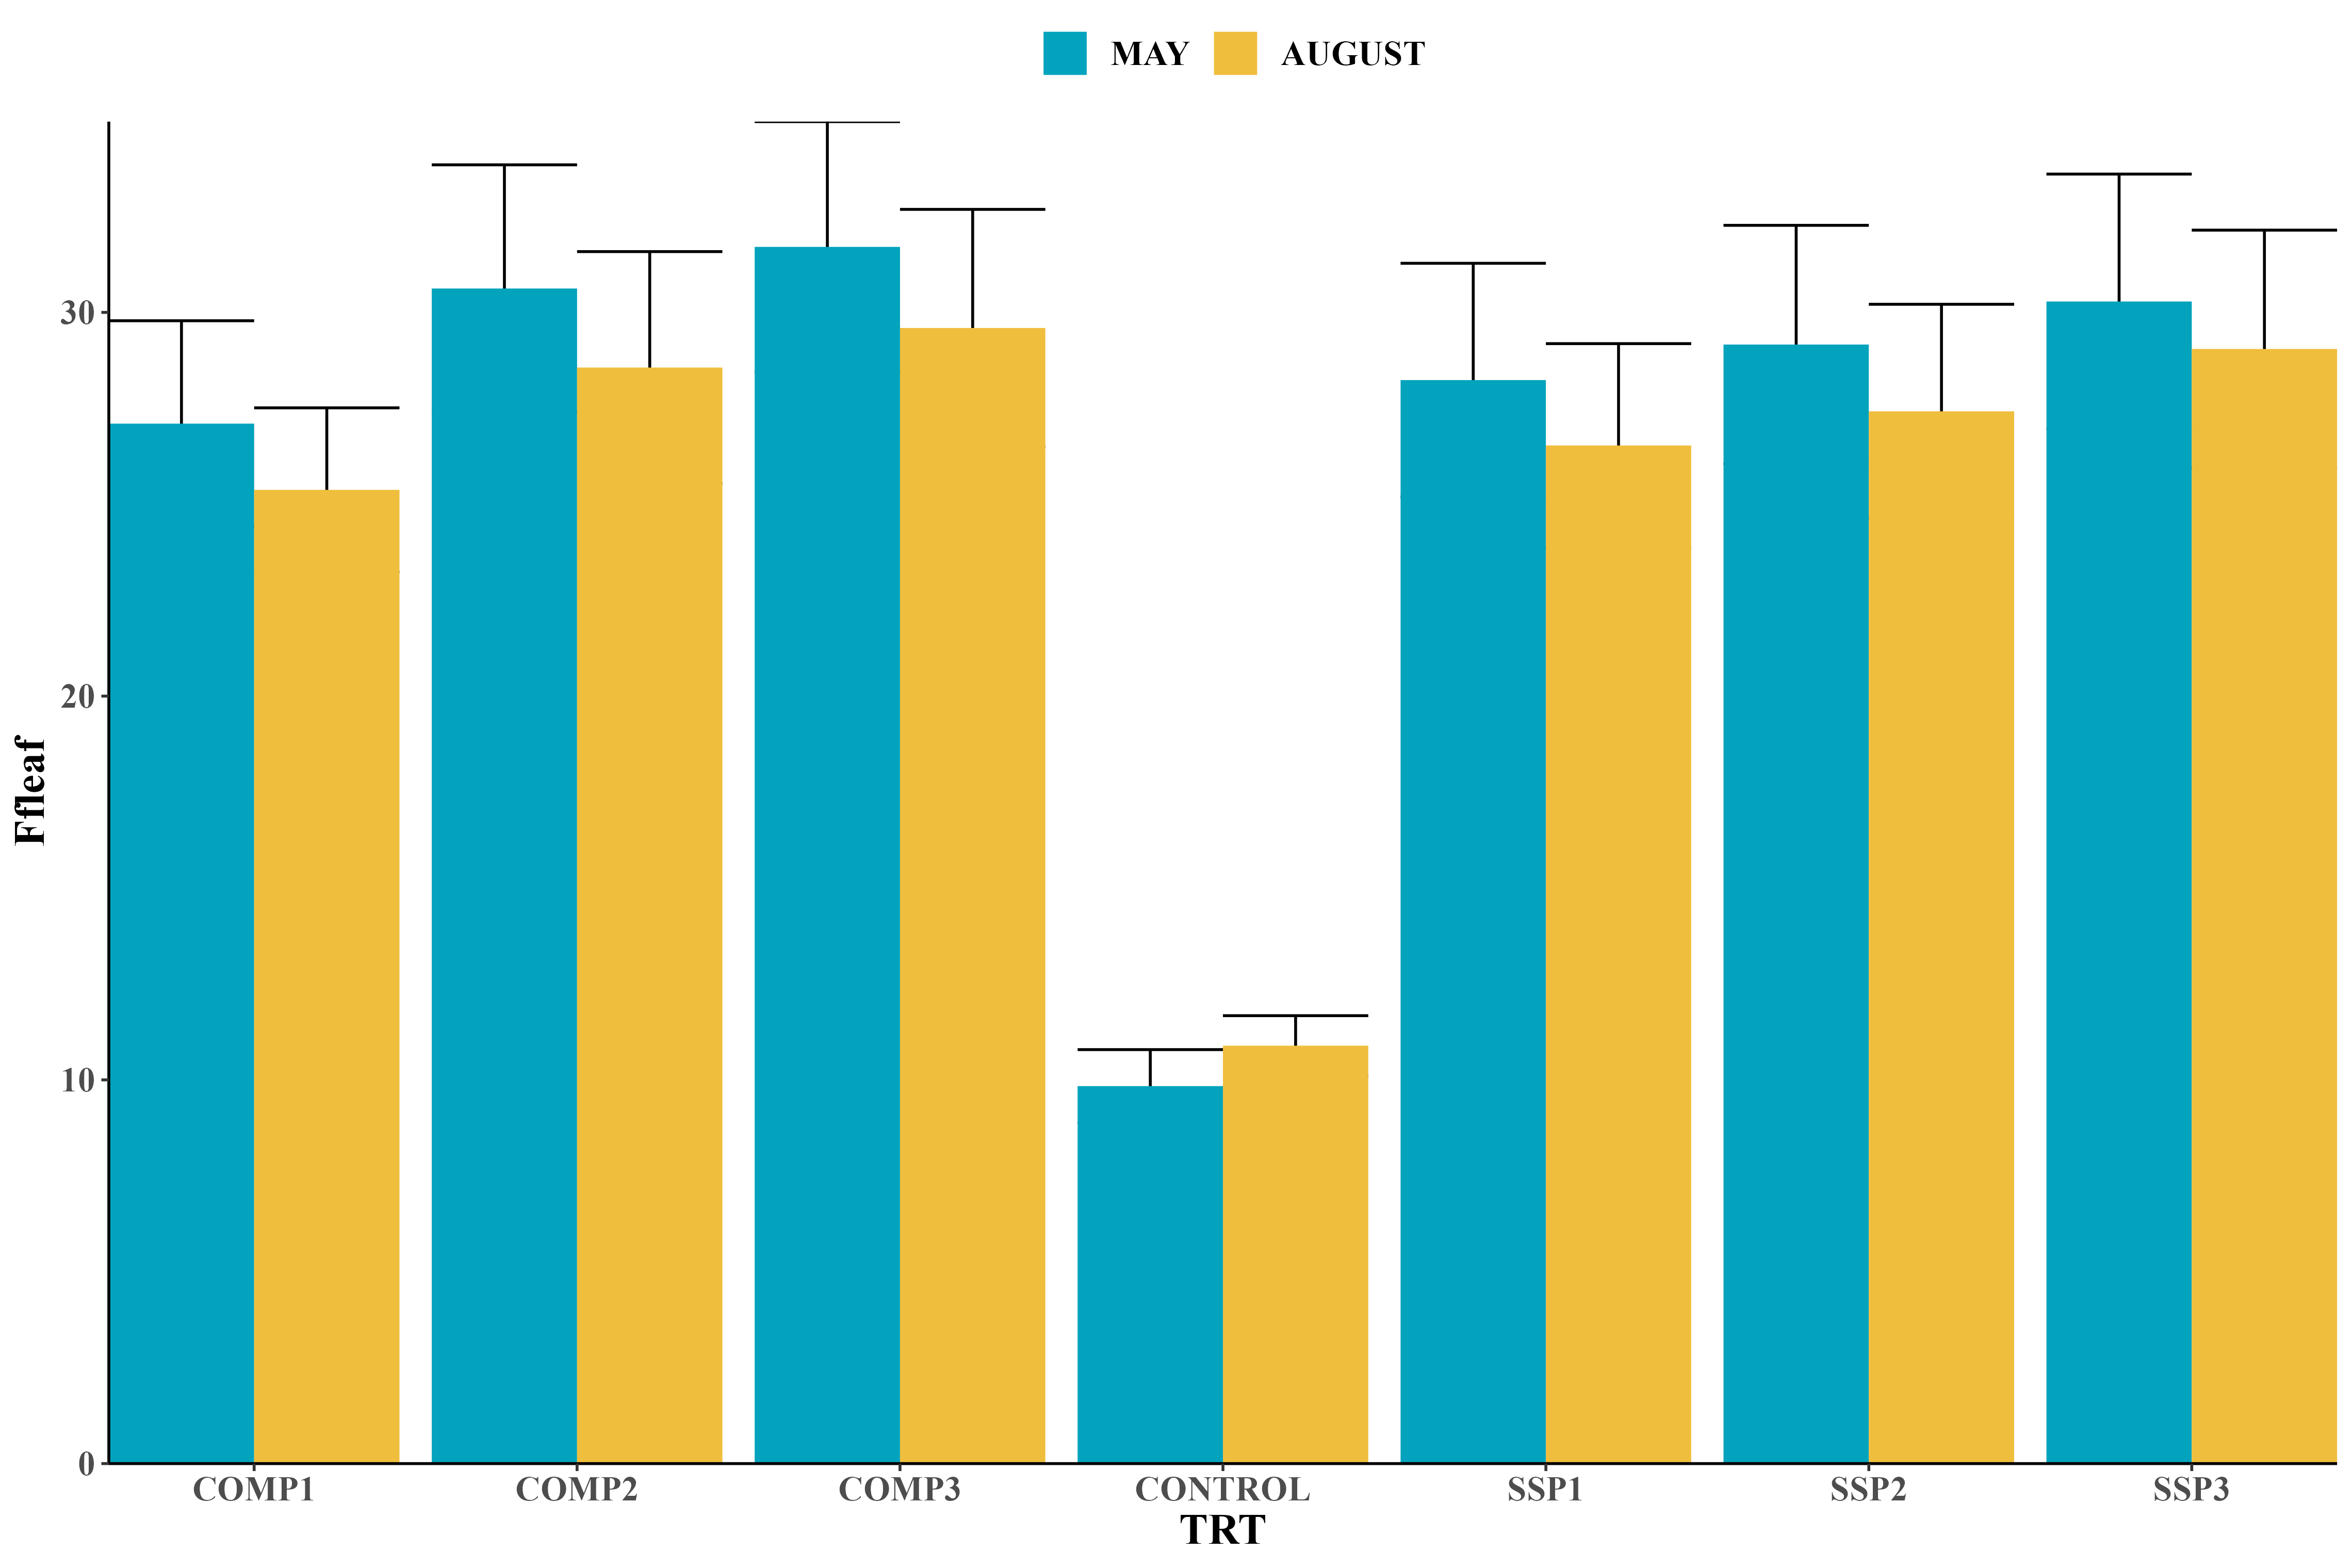 MAY AUGUST
Ffleaf
30
20
10
0
COMP1 COMP2 COMP3 CONTROL SSP1 SSP2 SSP3
TRT